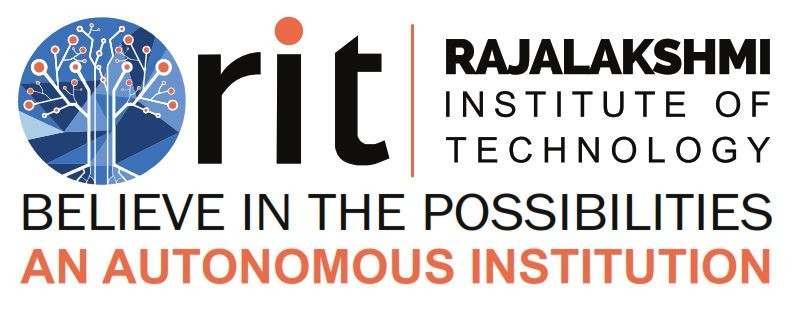 rit
RAJALAKSHMI
INSTITUTE OF
TECHNOLOGY
BELIEVE IN THE POSSIBILITIES
AN AUTONOMOUS INSTITUTION